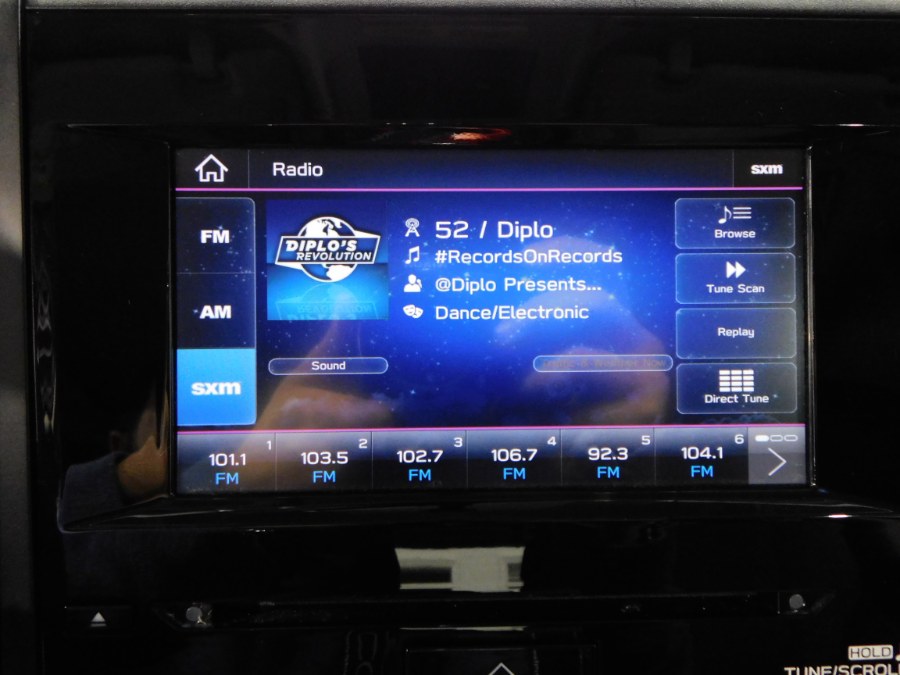 Radio
sxm
FM
AM
sxm
DIPLO'S
REVOLUTION
52 / Diplo
#RecordsOnRecords
@Diplo Presents...
Dance/Electronic
Sound
Browse
Tune Scan
Replay
Direct Tune
1
101.1
FM
2
103.5
FM
3
102.7
FM
4
106.7
FM
5
92.3
FM
6
104.1
FM
HOLD
TUNE/SCROLL